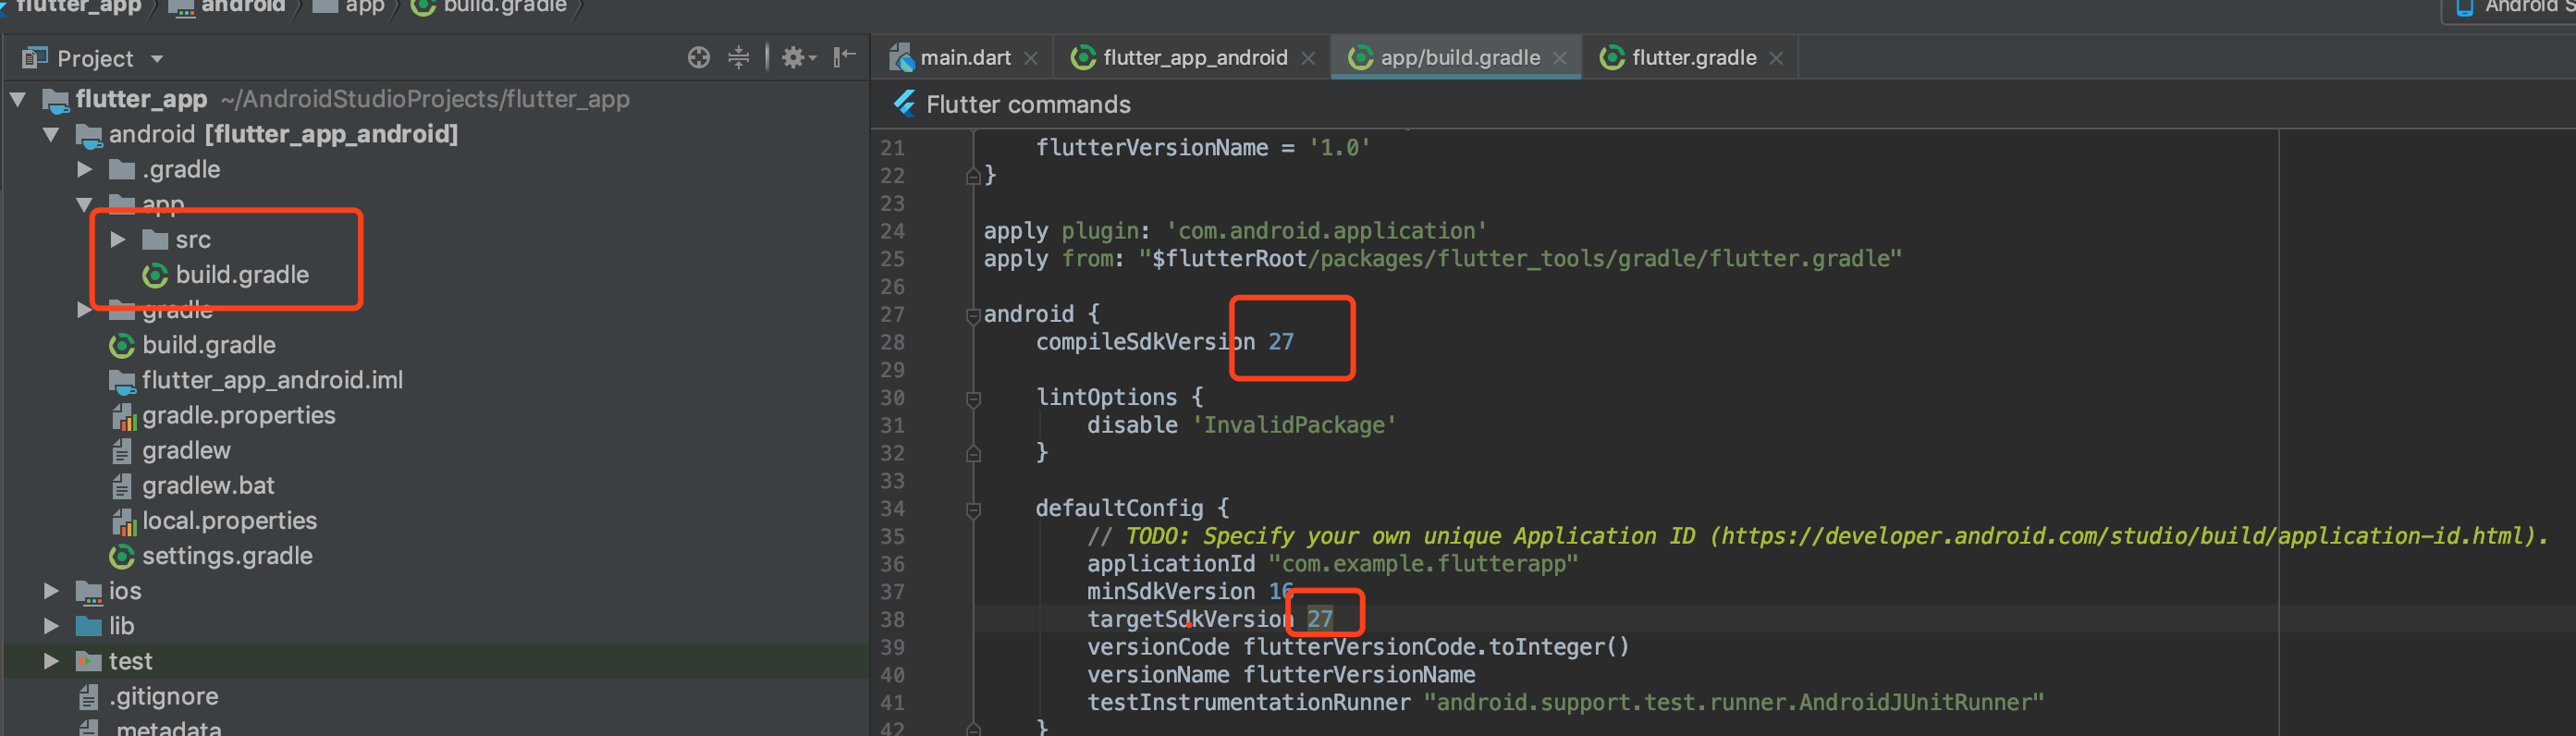 flutter_app android app build.gradle Android S
Project
main.dart flutter_app_android app/build.gradle flutter.gradle
Flutter commands
flutter_app ~/AndroidStudioProjects/flutter_app
android [flutter_app_android]
.gradle
app
src
build.gradle
gradle
build.gradle
flutter_app_android.iml
gradle.properties
gradlew
gradlew.bat
local.properties
settings.gradle
ios
lib
test
.gitignore
.metadata
21 flutterVersionName = '1.0'
22 }
23
24 apply plugin: 'com.android.application'
25 apply from: "$flutterRoot/packages/flutter_tools/gradle/flutter.gradle"
26
27 android {
28 compileSdkVersion 27
29
30 lintOptions {
31 disable 'InvalidPackage'
32 }
33
34 defaultConfig {
35 // TODO: Specify your own unique Application ID (https://developer.android.com/studio/build/application-id.html).
36 applicationId "com.example.flutterapp"
37 minSdkVersion 16
38 targetSdkVersion 27
39 versionCode flutterVersionCode.toInteger()
40 versionName flutterVersionName
41 testInstrumentationRunner "android.support.test.runner.AndroidJUnitRunner"
42 }